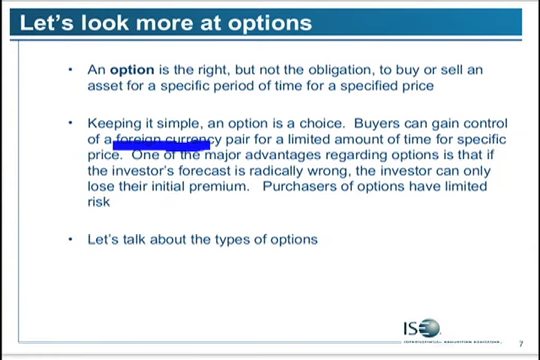 Let's look more at options
• An option is the right, but not the obligation, to buy or sell an
asset for a specific period of time for a specified price
• Keeping it simple, an option is a choice. Buyers can gain control
of a foreign currency pair for a limited amount of time for specific
price. One of the major advantages regarding options is that if
the investor's forecast is radically wrong, the investor can only
lose their initial premium. Purchasers of options have limited
risk
• Let's talk about the types of options
ISE
INTERNATIONAL SECURITIES EXCHANGE.
7